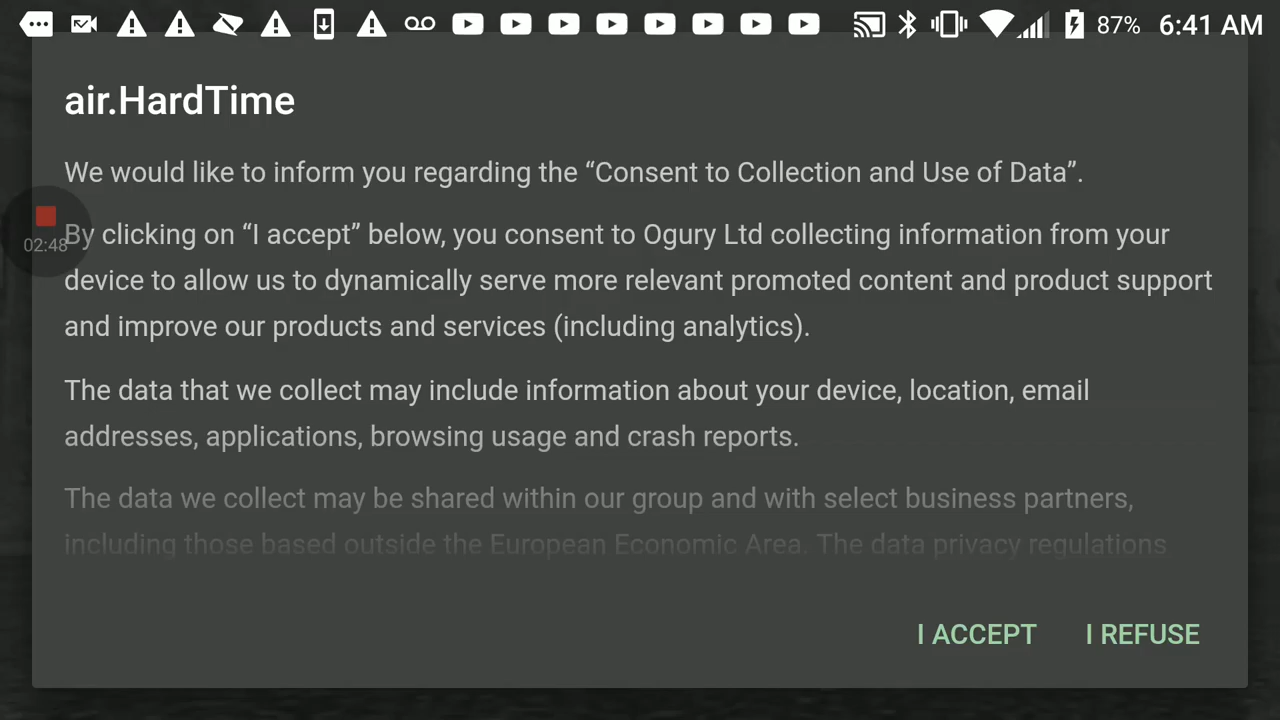 87% 6:41 AM
air.HardTime
We would like to inform you regarding the “Consent to Collection and Use of Data”.
By clicking on “I accept” below, you consent to Ogury Ltd collecting information from your
device to allow us to dynamically serve more relevant promoted content and product support
and improve our products and services (including analytics).
02:48
The data that we collect may include information about your device, location, email
addresses, applications, browsing usage and crash reports.
The data we collect may be shared within our group and with select business partners,
including those based outside the European Economic Area. The data privacy regulations
I ACCEPT I REFUSE